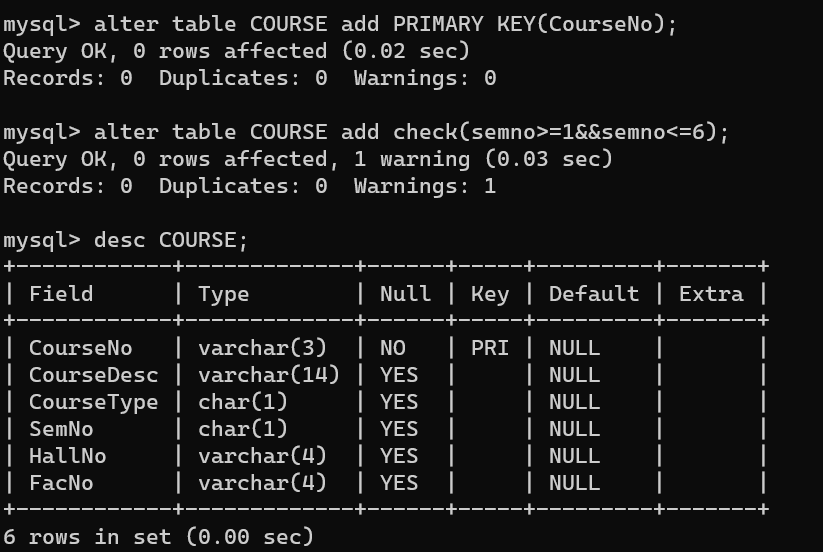 mysql> alter table COURSE add PRIMARY KEY(CourseNo);
Query OK, 0 rows affected (0.02 sec)
Records: 0  Duplicates: 0  Warnings: 0

mysql> alter table COURSE add check(semno>=1&&semno<=6);
Query OK, 0 rows affected, 1 warning (0.03 sec)
Records: 0  Duplicates: 0  Warnings: 1

mysql> desc COURSE;
+------------+-------------+------+-----+---------+-------+
| Field      | Type        | Null | Key | Default | Extra |
+------------+-------------+------+-----+---------+-------+
| CourseNo   | varchar(3)  | NO   | PRI | NULL    |       |
| CourseDesc | varchar(14) | YES  |     | NULL    |       |
| CourseType | char(1)     | YES  |     | NULL    |       |
| SemNo      | char(1)     | YES  |     | NULL    |       |
| HallNo     | varchar(4)  | YES  |     | NULL    |       |
| FacNo      | varchar(4)  | YES  |     | NULL    |       |
+------------+-------------+------+-----+---------+-------+
6 rows in set (0.00 sec)